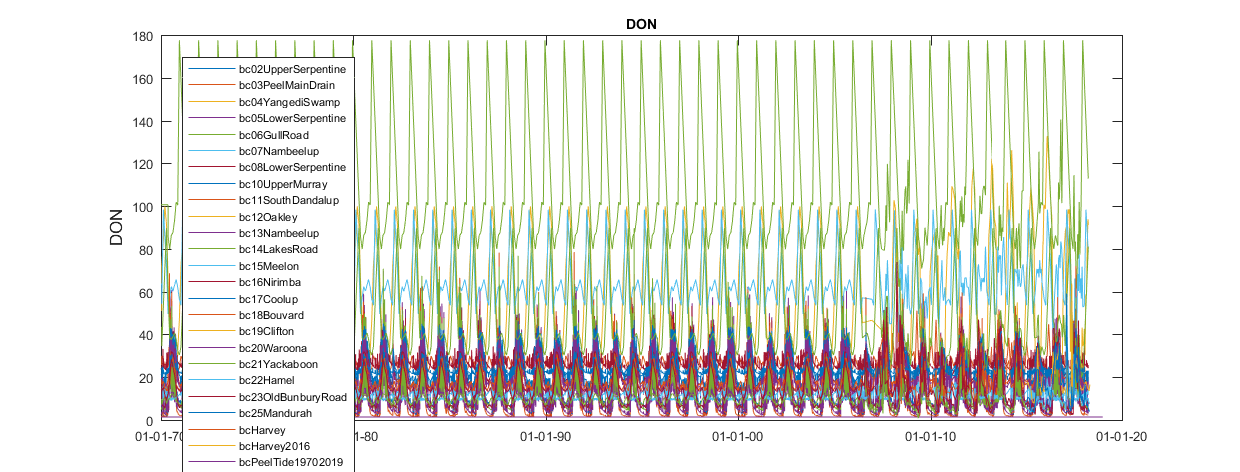 DON
180
160
140
120
100
80
60
40
20
0
DON
01-01-70
1-80
01-01-90
01-01-00
01-01-10
01-01-20
bc02UpperSerpentine
bc03PeelMainDrain
bc04YangediSwamp
bc05LowerSerpentine
bc06GullRoad
bc07Nambeelup
bc08LowerSerpentine
bc10UpperMurray
bc11SouthDandalup
bc12Oakley
bc13Nambeelup
bc14LakesRoad
bc15Meelon
bc16Nirimba
bc17Coolup
bc18Bouvard
bc19Clifton
bc20Waroona
bc21Yackaboon
bc22Hamel
bc23OldBunburyRoad
bc25Mandurah
bcHarvey
bcHarvey2016
bcPeelTide19702019